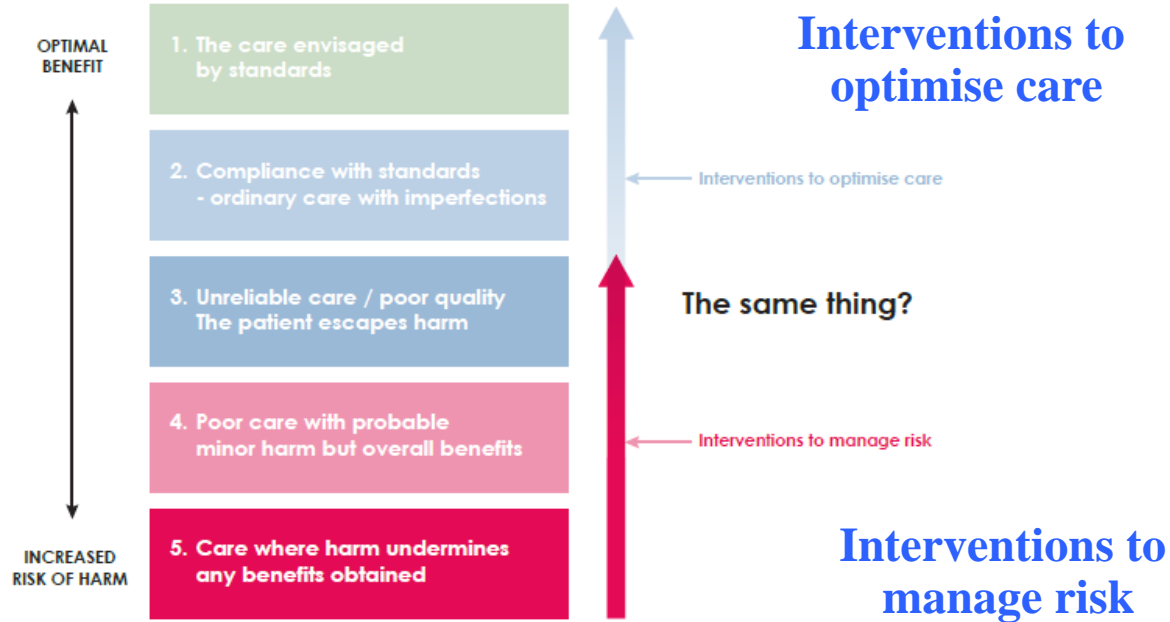 OPTIMAL
BENEFIT
1. The care envisaged
by standards
Interventions to
optimise care
2. Compliance with standards
- ordinary care with imperfections
Interventions to optimise care
3. Unreliable care / poor quality
The patient escapes harm
The same thing?
4. Poor care with probable
minor harm but overall benefits
Interventions to manage risk
INCREASED
RISK OF HARM
5. Care where harm undermines
any benefits obtained
Interventions to
manage risk